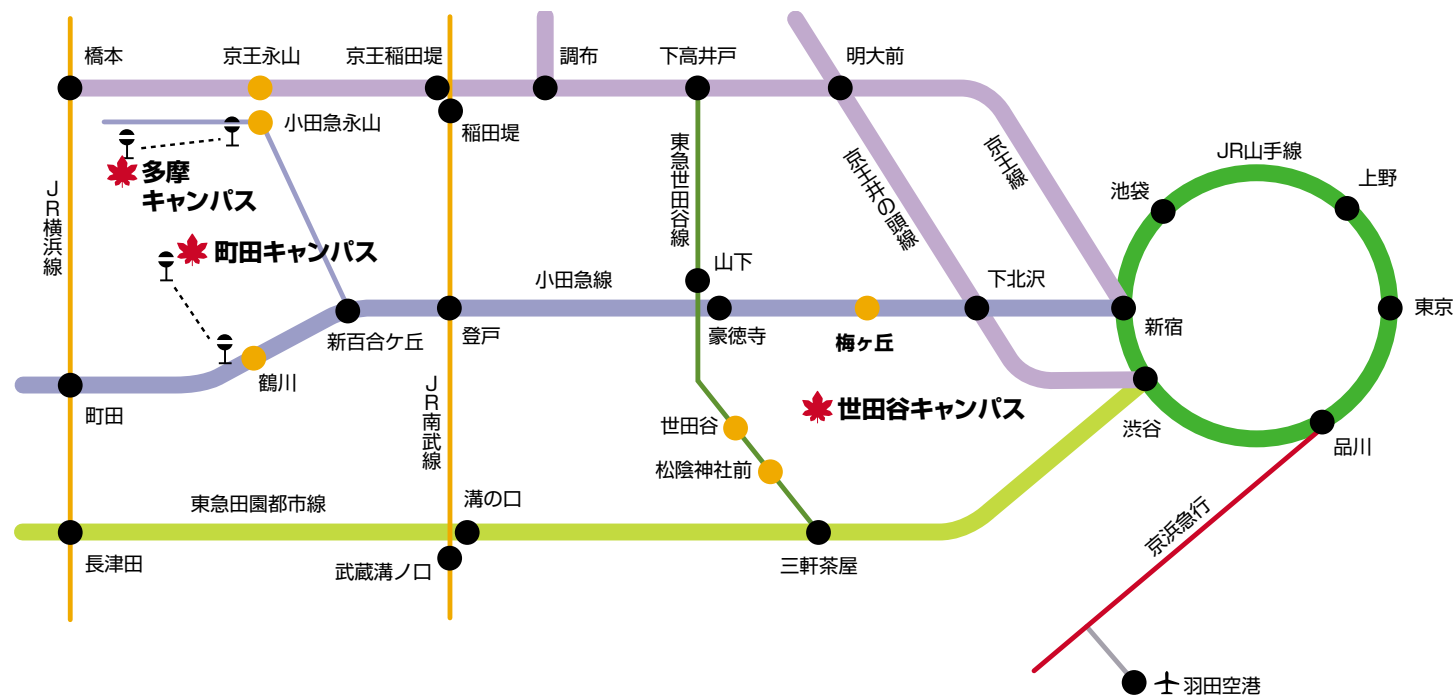 橋本
京王永山
京王稲田堤
調布
下高井戸
明大前
小田急永山
稲田堤
多摩
キャンパス
町田キャンパス
JR横浜線
東急世田谷線
京王井の頭線
京王線
JR山手線
池袋
上野
山下
小田急線
下北沢
新宿
東京
新百合ケ丘
登戸
豪徳寺
梅ヶ丘
鶴川
町田
JR南武線
世田谷キャンパス
世田谷
松陰神社前
渋谷
品川
東急田園都市線
溝の口
長津田
武蔵溝ノ口
三軒茶屋
京浜急行
羽田空港